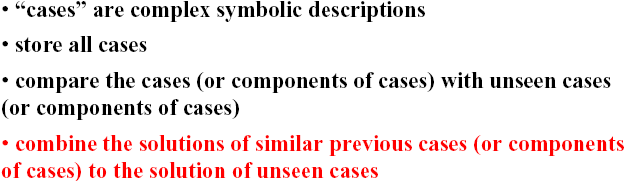 • “cases” are complex symbolic descriptions
• store all cases
• compare the cases (or components of cases) with unseen cases
(or components of cases)
• combine the solutions of similar previous cases (or components
of cases) to the solution of unseen cases